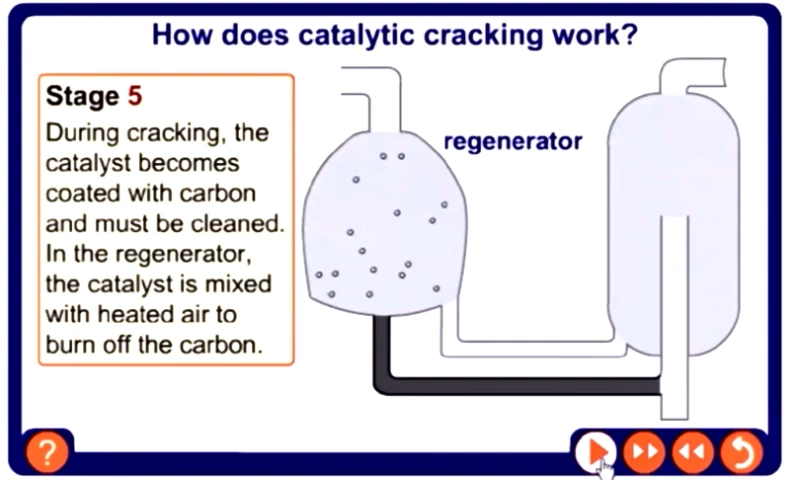 How does catalytic cracking work?
Stage 5
During cracking, the
catalyst becomes
coated with carbon
and must be cleaned.
In the regenerator,
the catalyst is mixed
with heated air to
burn off the carbon.
regenerator
?